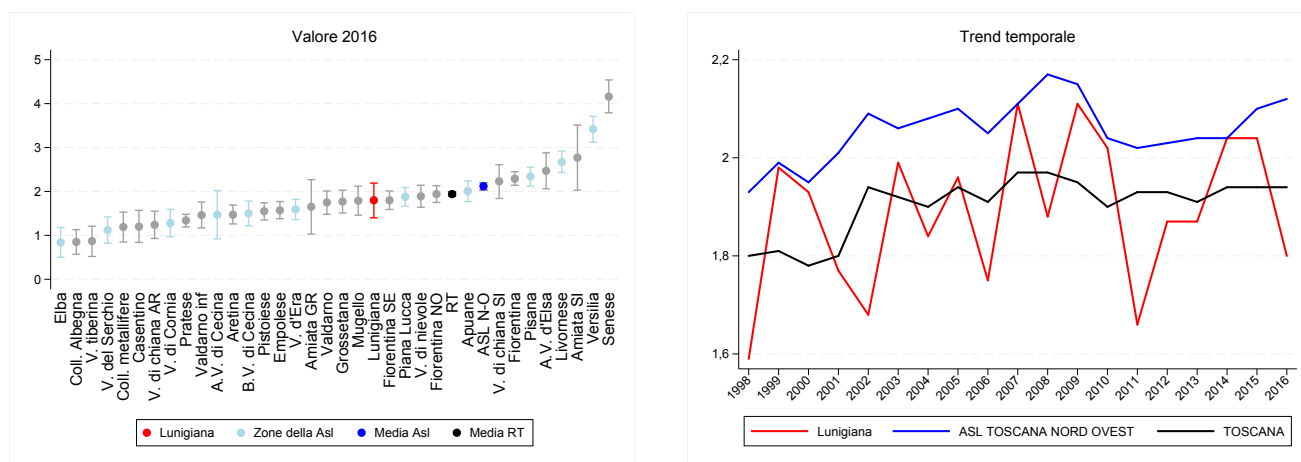 Valore 2016
5
4
3
2
1
0
Elba
Coll. Albegna
V. tiberina
V. del Serchio
Coll. metallifere
Casentino
V. di chiana AR
V. di Cornia
Pratese
Valdarno inf
A.V. di Cecina
Aretina
B.V. di Cecina
Pistoiese
Empolese
V. d'Era
Amiata GR
Valdarno
Grossetana
Mugello
Lunigiana
Fiorentina SE
Piana Lucca
V. di nievole
Fiorentina NO
RT
Apuane
ASL N-O
V. di chiana SI
Fiorentina
Pisana
A.V. d'Elsa
Livornese
Amiata SI
Versilia
Senese
Lunigiana Zone della Asl Media Asl Media RT
Trend temporale
2,2
2
1,8
1,6
1998 1999 2000 2001 2002 2003 2004 2005 2006 2007 2008 2009 2010 2011 2012 2013 2014 2015 2016
Lunigiana ASL TOSCANA NORD OVEST TOSCANA